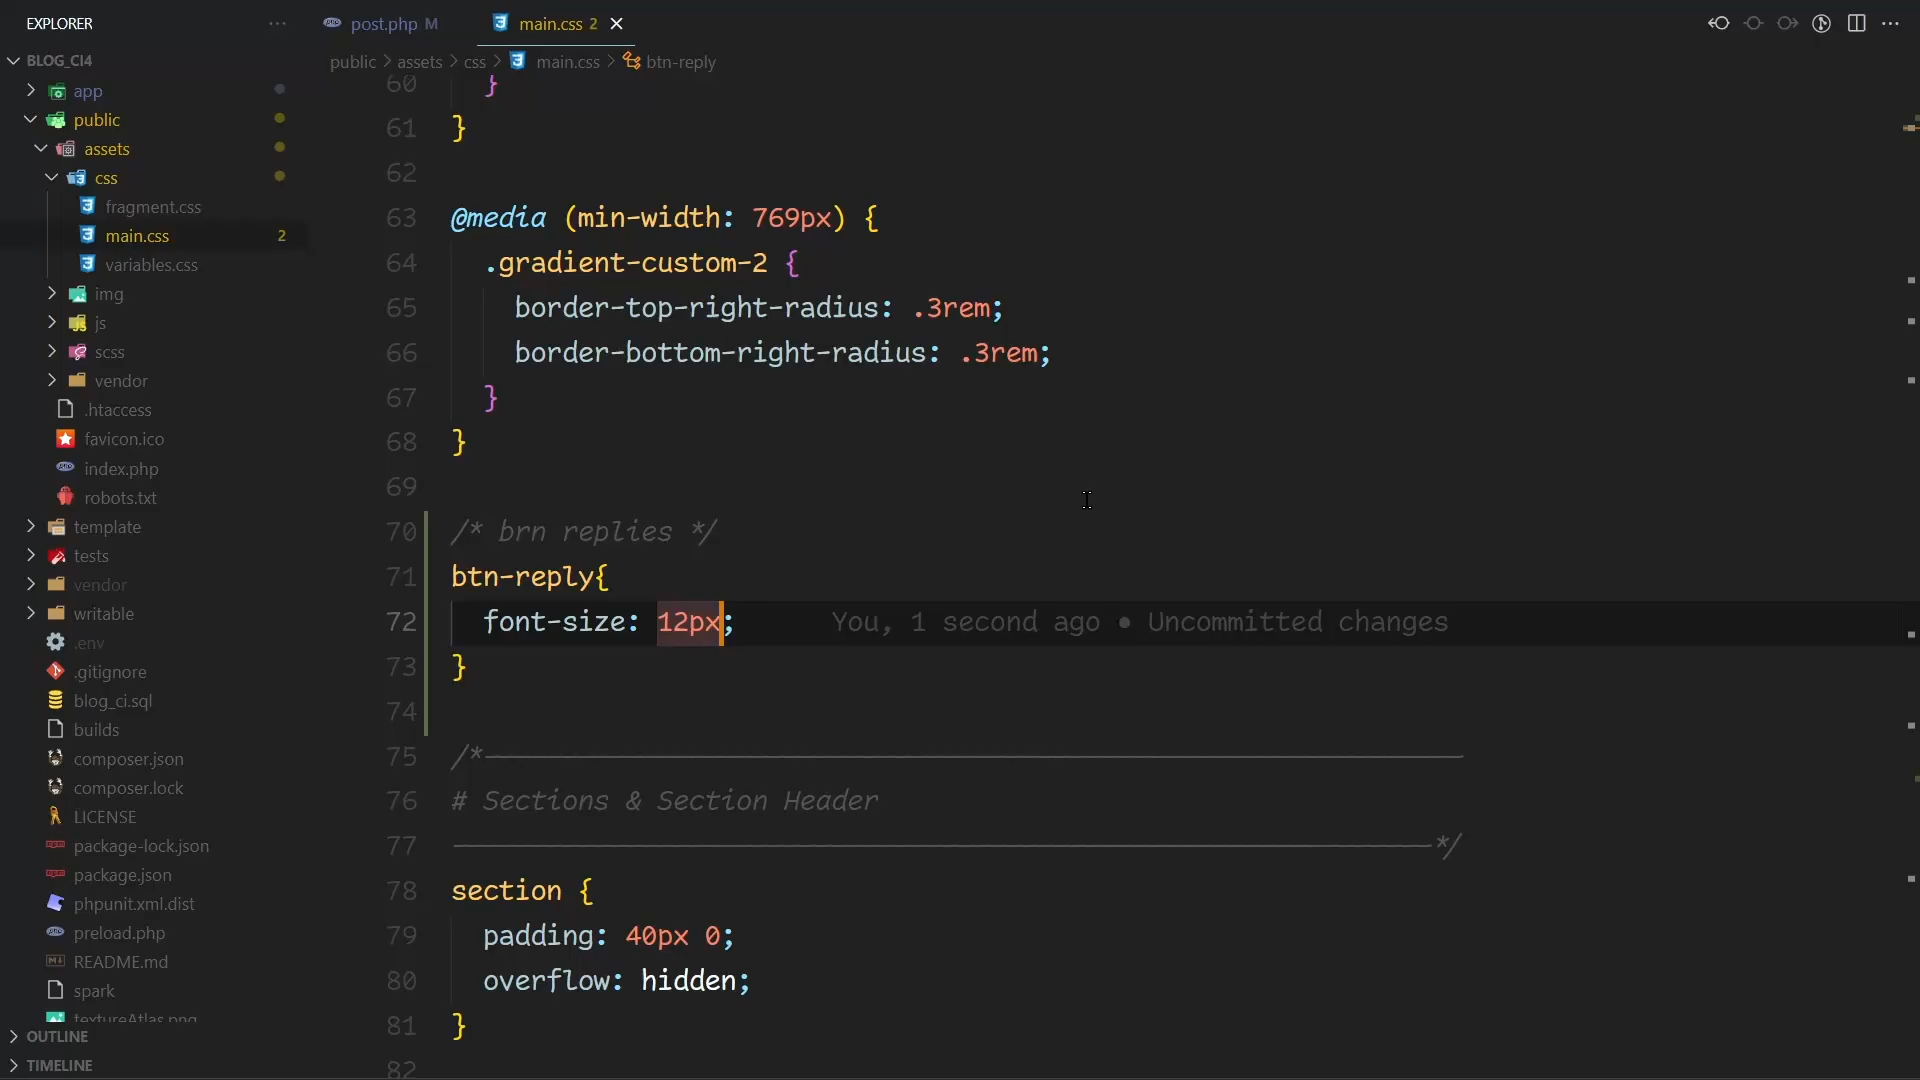 EXPLORER
post.php M
main.css 2
BLOG_CI4
public > assets > css > main.css > btn-reply
app
public
assets
css
fragment.css
main.css 2
variables.css
img
js
scss
vendor
.htaccess
favicon.ico
index.php
robots.txt
template
tests
vendor
writable
.env
.gitignore
blog_ci.sql
builds
composer.json
composer.lock
LICENSE
package-lock.json
package.json
phpunit.xml.dist
preload.php
README.md
spark
textureAtlas.png
OUTLINE
TIMELINE
60 }
61 }
62
63 @media (min-width: 769px) {
64 .gradient-custom-2 {
65 border-top-right-radius: .3rem;
66 border-bottom-right-radius: .3rem;
67 }
68 }
69
70 /* brn replies */
71 btn-reply{
72 font-size: 12px; You, 1 second ago • Uncommitted changes
73 }
74
75 /*--------------------------------------------------------------
76 # Sections & Section Header
77 --------------------------------------------------------------*/
78 section {
79 padding: 40px 0;
80 overflow: hidden;
81 }
82